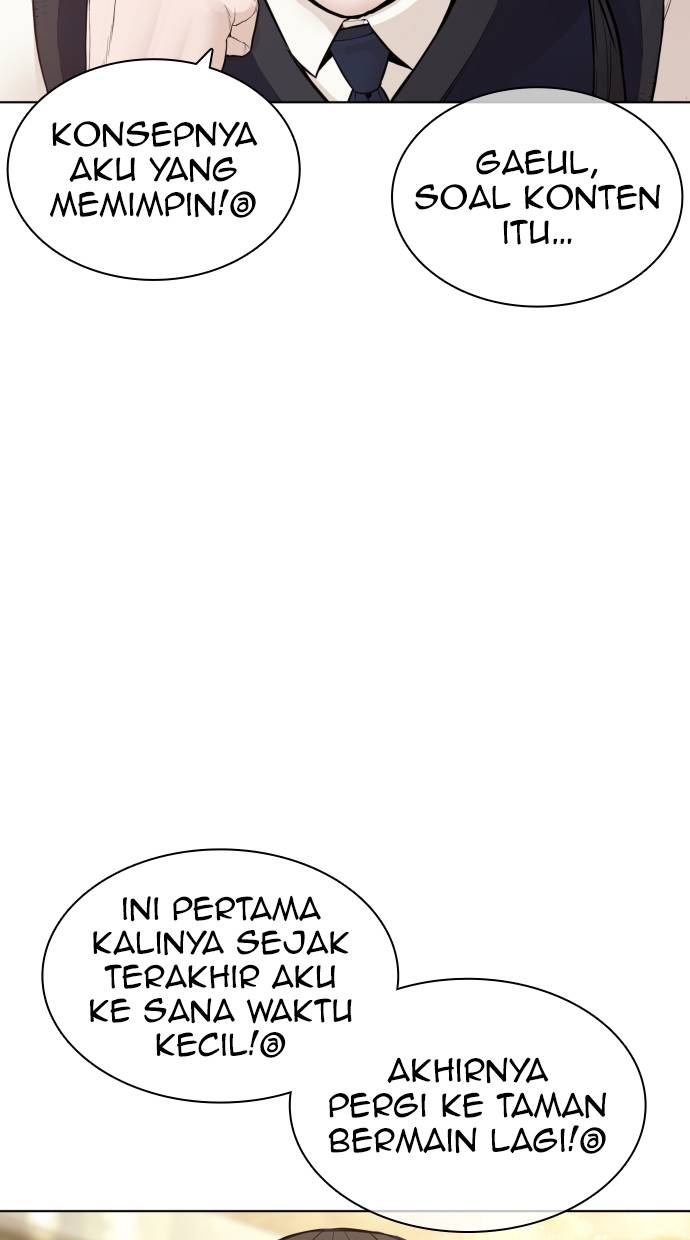 KONSEPNYA
AKU YANG
MEMIMPIN!@
GAEUL,
SOAL KONTEN
ITU...
INI PERTAMA
KALINYA SEJAK
TERAKHIR AKU
KE SANA WAKTU
KECIL!@
AKHIRNYA
PERGI KE TAMAN
BERMAIN LAGI!@